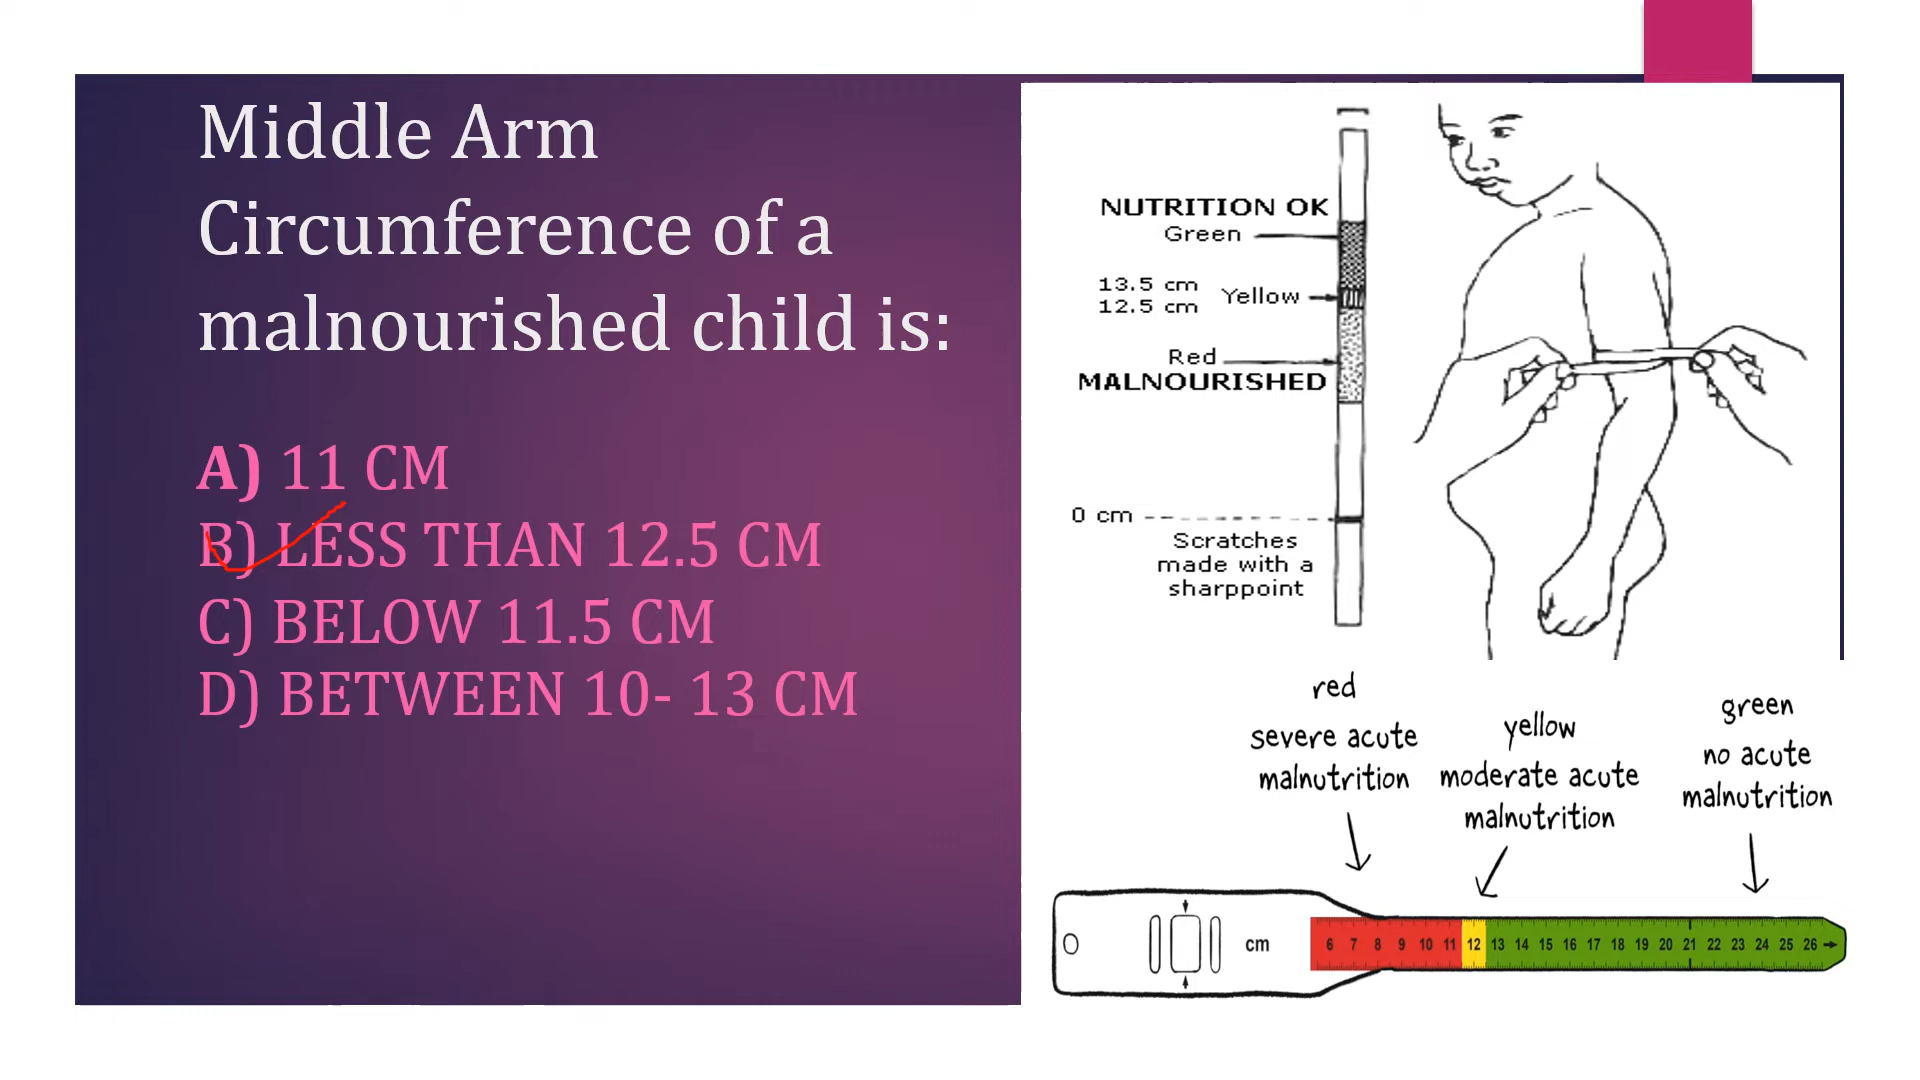 Middle Arm
Circumference of a
malnourished child is:
A) 11 CM
B) LESS THAN 12.5 CM
C) BELOW 11.5 CM
D) BETWEEN 10- 13 CM
NUTRITION OK
Green
13.5 cm
12.5 cm
Yellow
Red
MALNOURISHED
0 cm
Scratches
made with a
sharppoint
red
severe acute
malnutrition
yellow
moderate acute
malnutrition
green
no acute
malnutrition
cm 6 7 8 9 10 11 12 13 14 15 16 17 18 19 20 21 22 23 24 25 26